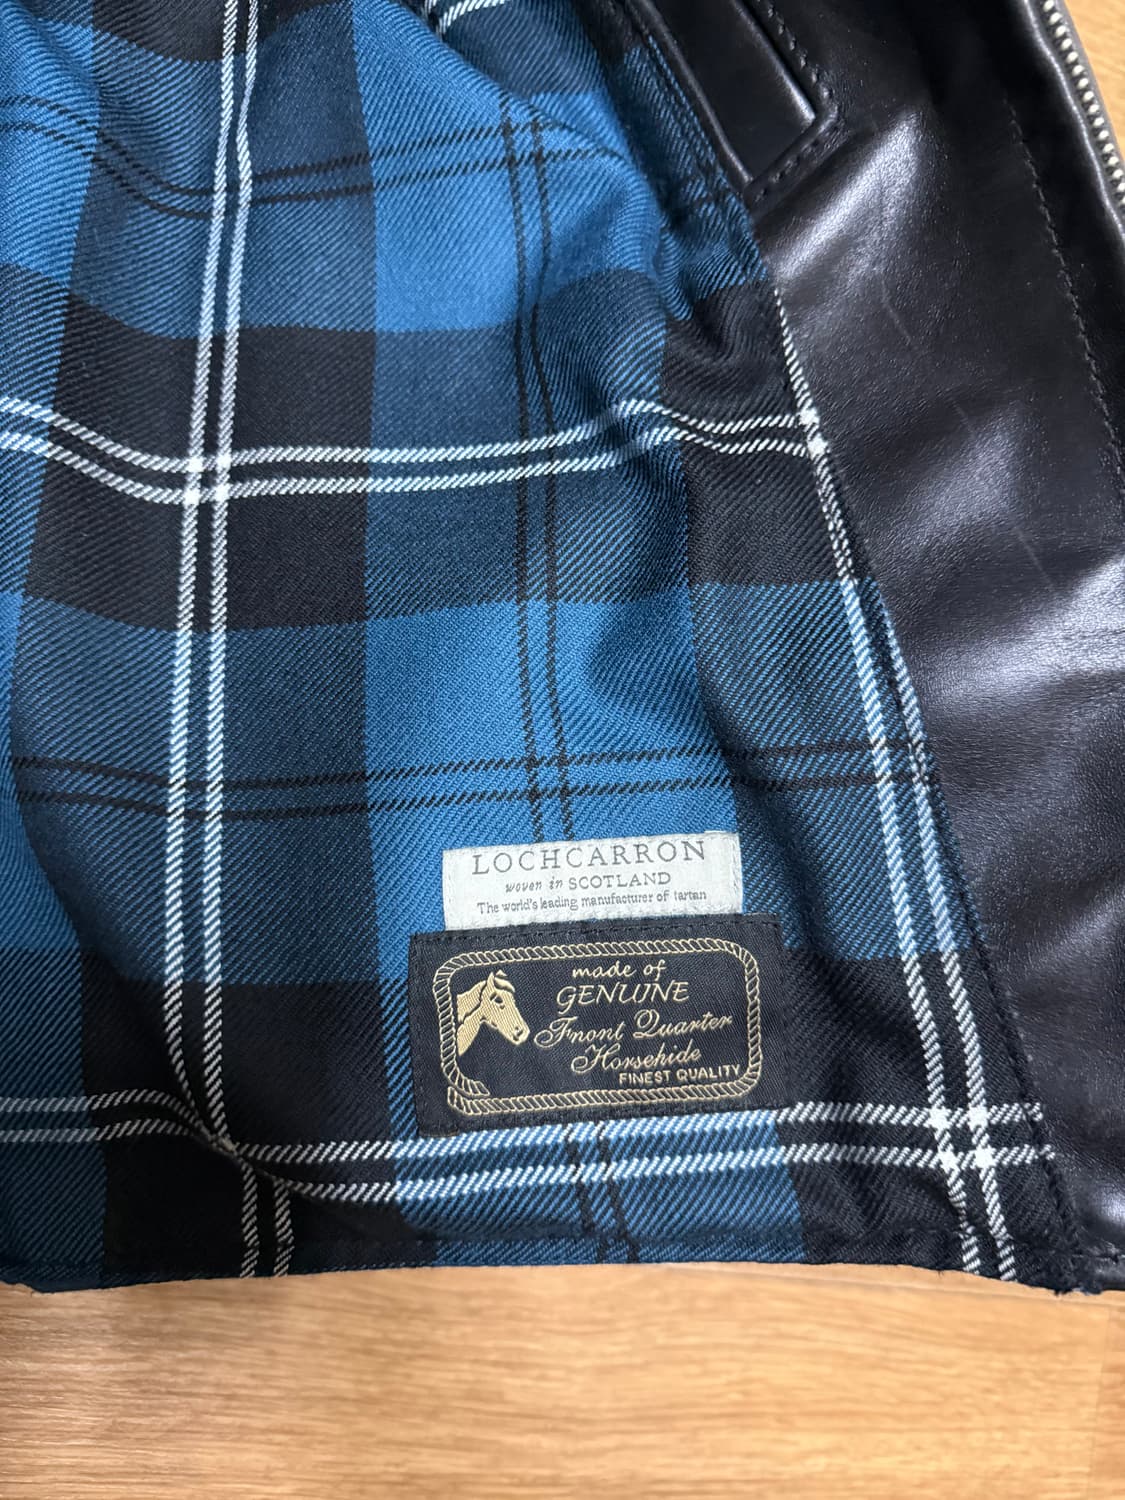 LOCHCARRON
woven in SCOTLAND
The world's leading manufacturer of tartan
made of
GENUINE
Front Quarter
Horsehide
FINEST QUALITY